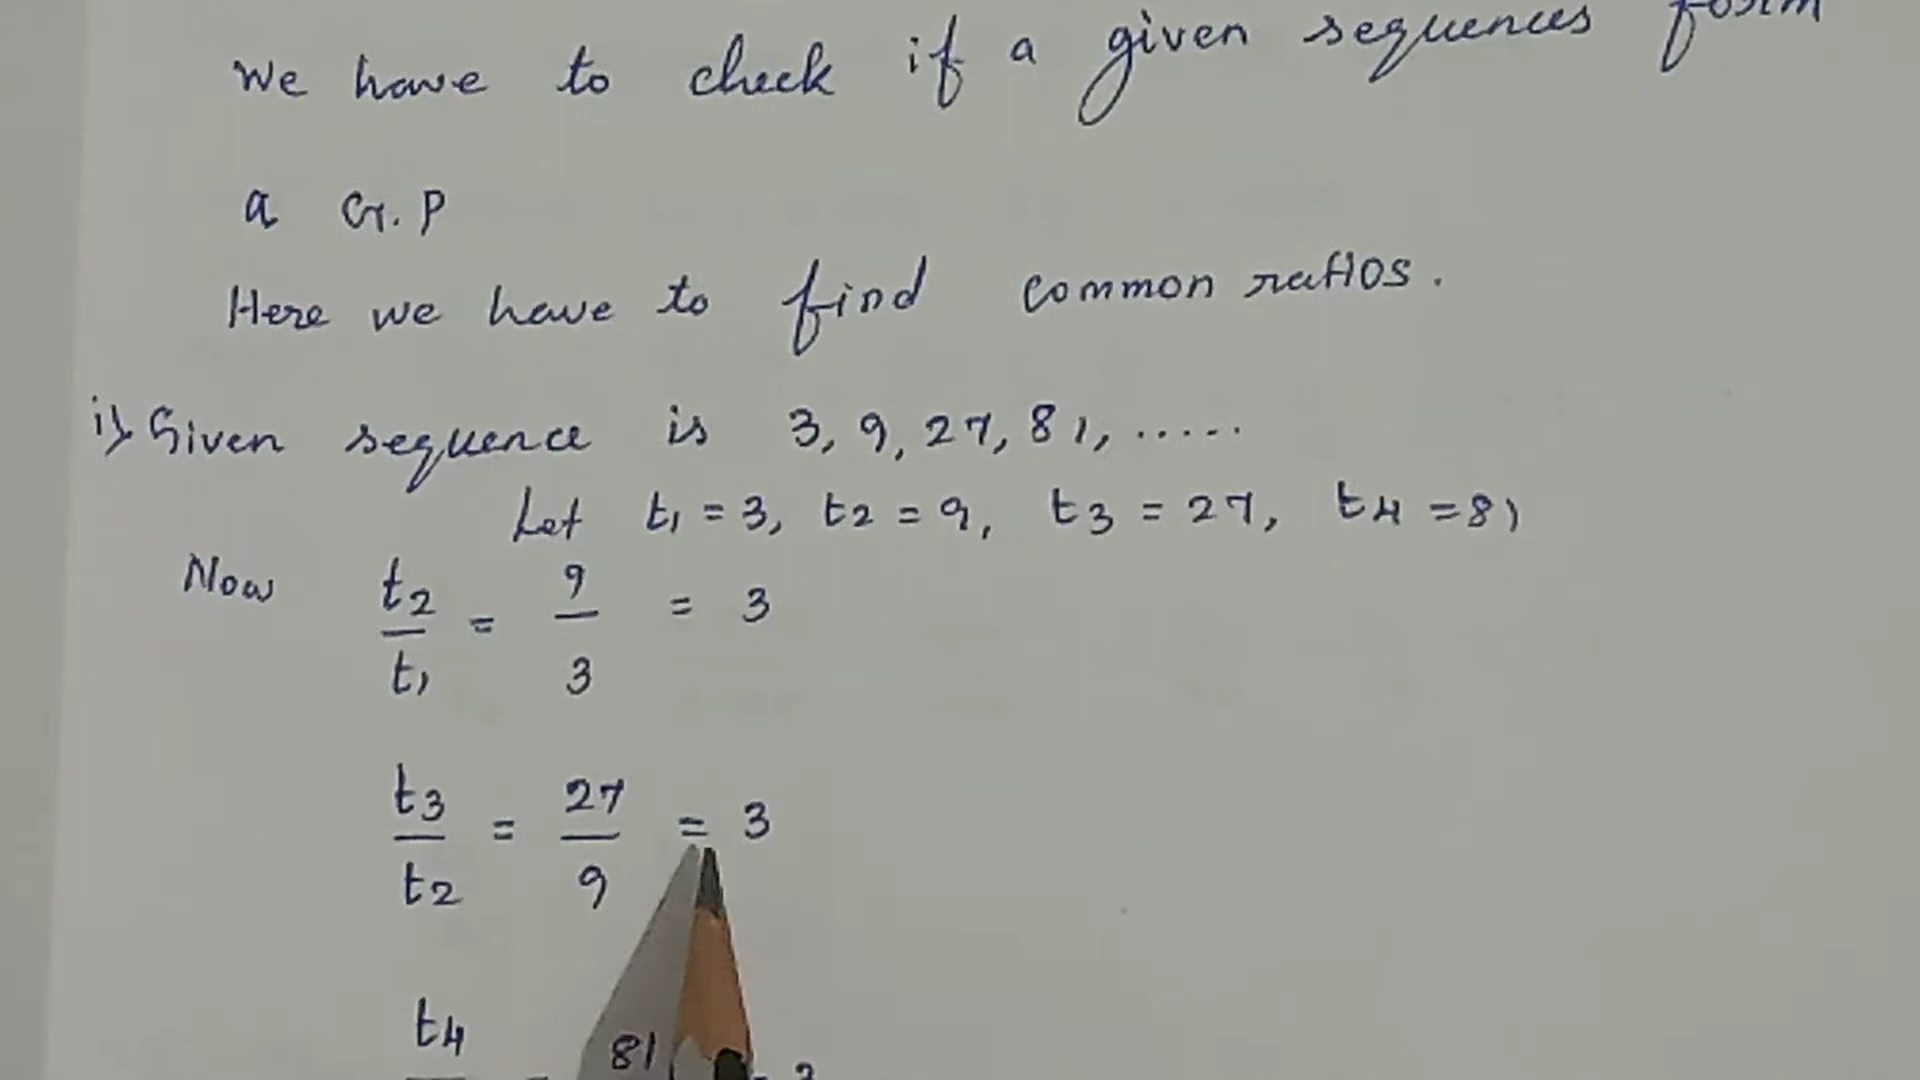 We have to check if a given sequences form
a G.P
Here we have to find common ratios.
i) Given sequence is 3, 9, 27, 81, .....
Let t1 = 3, t2 = 9, t3 = 27, t4 = 81
Now t2/t1 = 9/3 = 3
t3/t2 = 27/9 = 3
t4 81